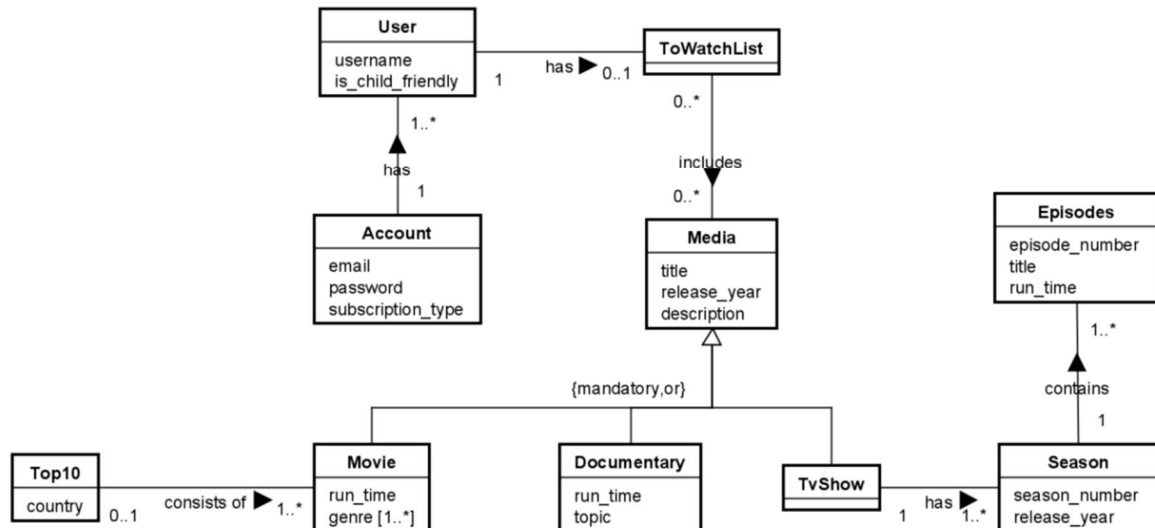 User
username
is_child_friendly
1
has
0..1
ToWatchList
1..*
has
1
0..*
includes
0..*
Account
email
password
subscription_type
Media
title
release_year
description
Episodes
episode_number
title
run_time
1..*
contains
1
{mandatory,or}
Top10
country
0..1
consists of
1..*
Movie
run_time
genre [1..*]
Documentary
run_time
topic
TvShow
1
has
1..*
Season
season_number
release_year